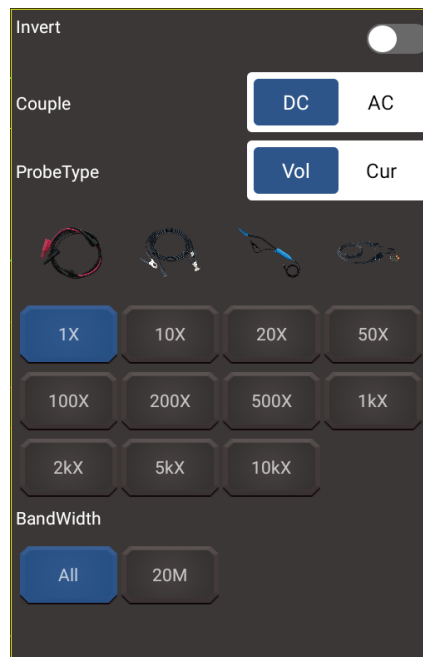 Invert
Couple DC AC
ProbeType Vol Cur
1X 10X 20X 50X
100X 200X 500X 1kX
2kX 5kX 10kX
BandWidth
All 20M